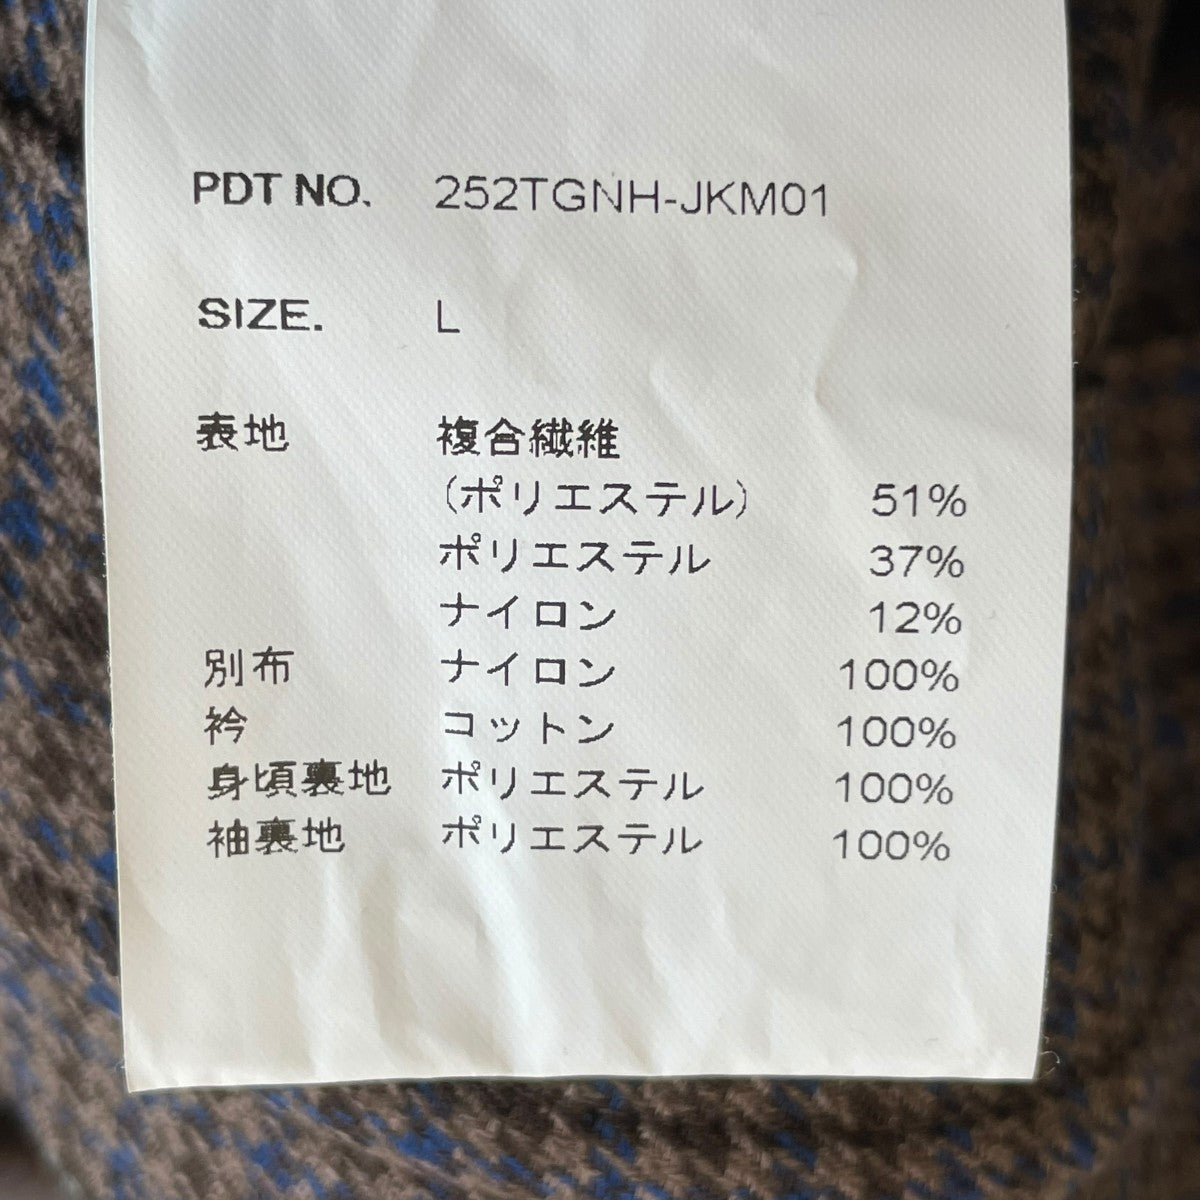 PDT NO. 252TGNH-JKM01
SIZE. L
表地 複合繊維
(ポリエステル) 51%
ポリエステル 37%
ナイロン 12%
別布 ナイロン 100%
衿 コットン 100%
身頃裏地 ポリエステル 100%
袖裏地 ポリエステル 100%